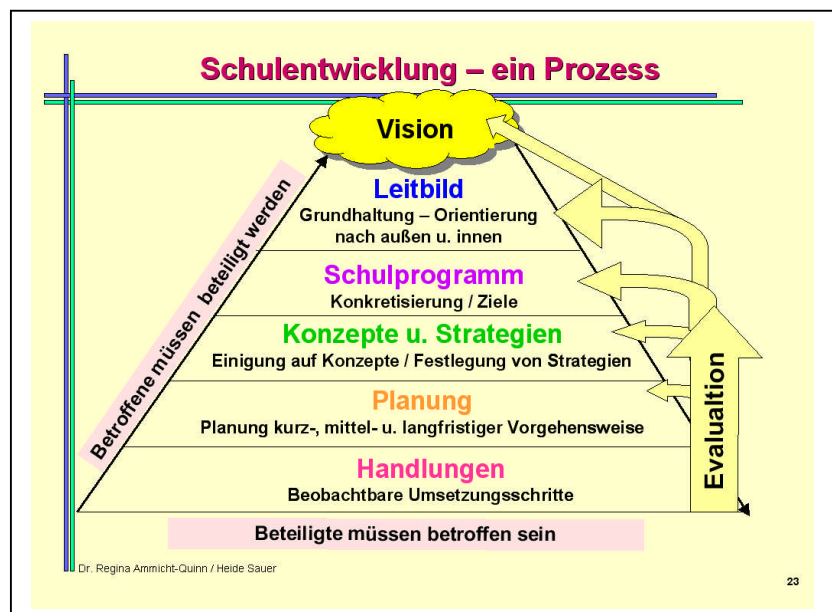 Schulentwicklung – ein Prozess
Vision
Leitbild
Grundhaltung – Orientierung
nach außen u. innen
Schulprogramm
Konkretisierung / Ziele
Konzepte u. Strategien
Einigung auf Konzepte / Festlegung von Strategien
Planung
Planung kurz-, mittel- u. langfristiger Vorgehensweise
Handlungen
Beobachtbare Umsetzungsschritte
Betroffene müssen beteiligt werden
Evalualtion
Beteiligte müssen betroffen sein
Dr. Regina Ammicht-Quinn / Heide Sauer
23